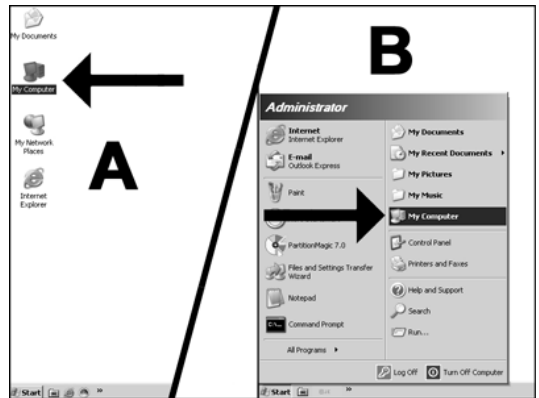 My Documents
My Computer
My Network
Places
Internet
Explorer
A
Start
»
B
Administrator
Internet
Internet Explorer
E-mail
Outlook Express
Paint
PartitionMagic 7.0
Files and Settings Transfer
Wizard
Notepad
Command Prompt
All Programs
My Documents
My Recent Documents
My Pictures
My Music
My Computer
Control Panel
Printers and Faxes
Help and Support
Search
Run...
Log Off
Turn Off Computer
Start
»